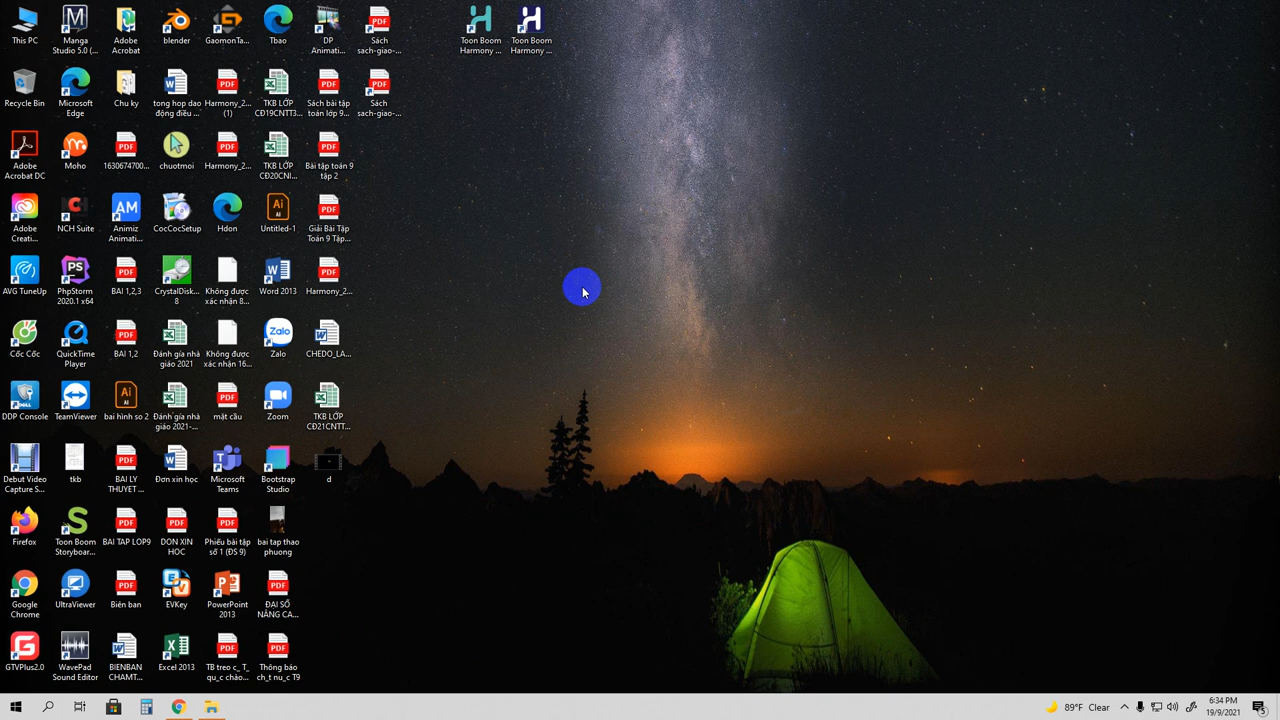 This PC
Manga
Studio 5.0 (...
Adobe
Acrobat
blender
GaomonTa...
Tbao
DP
Animati...
Sách
sach-giao-...
Toon Boom
Harmony ...
Toon Boom
Harmony ...
Recycle Bin
Microsoft
Edge
Chu ky
tong hop dao
động điều ...
Harmony_2...
(1)
TKB LỚP
CĐ19CNTT3...
Sách bài tập
toán lớp 9...
Sách
sach-giao-...
Adobe
Acrobat DC
Moho
1630674700...
chuotmoi
Harmony_2...
TKB LỚP
CĐ20CNI...
Bài tập toán 9
tập 2
Adobe
Creati...
NCH Suite
Animiz
Animati...
CocCocSetup
Hdon
Untitled-1
Giải Bài Tập
Toán 9 Tập...
AVG TuneUp
PhpStorm
2020.1 x64
BAI 1,2,3
CrystalDisk...
8
Không được
xác nhận 8...
Word 2013
Harmony_2...
Cốc Cốc
QuickTime
Player
BAI 1,2
Đánh gía nhà
giáo 2021
Không được
xác nhận 16...
Zalo
CHEDO_LA...
DDP Console
TeamViewer
bai hinh so 2
Đánh gía nhà
giáo 2021-...
mặt cầu
Zoom
TKB LỚP
CĐ21CNTT...
Debut Video
Capture S...
tkb
BAI LY
THUYET ...
Đơn xin học
Microsoft
Teams
Bootstrap
Studio
d
Firefox
Toon Boom
Storyboar...
BAI TAP LOP9
DON XIN
HOC
Phiếu bài tập
số 1 (ĐS 9)
bai tap thao
phuong
Google
Chrome
UltraViewer
Biên ban
EVKey
PowerPoint
2013
ĐẠI SỐ
NÂNG CA...
GTVPlus2.0
WavePad
Sound Editor
BIENBAN
CHAMT...
Excel 2013
TB treo c_ T_
qu_c chào...
Thông báo
ch_t nu_c T9
89°F Clear
6:34 PM
19/9/2021